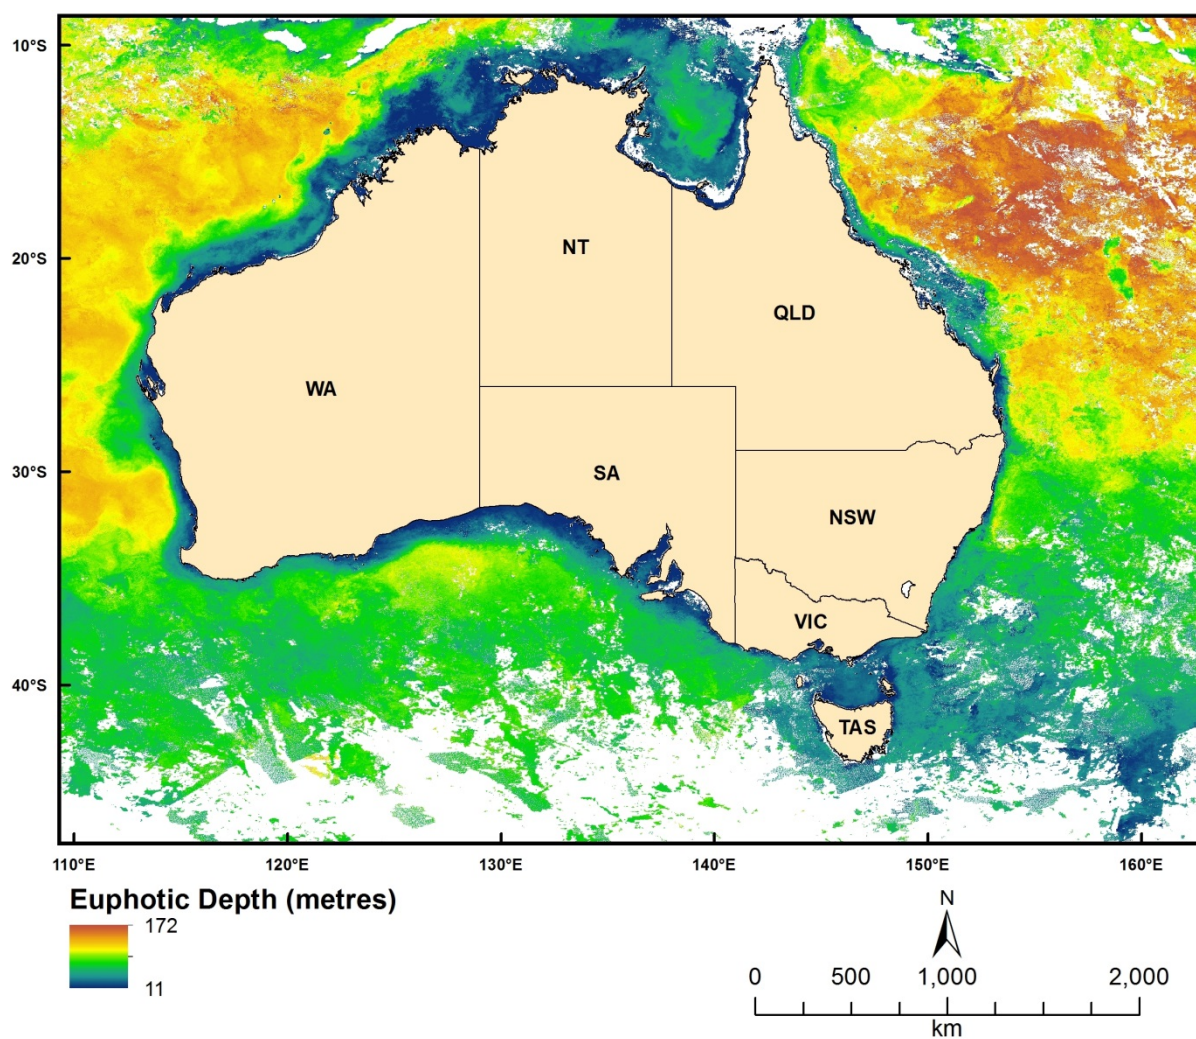 10°S
20°S
30°S
40°S
NT
QLD
WA
SA
NSW
VIC
TAS
110°E 120°E 130°E 140°E 150°E 160°E
Euphotic Depth (metres)
172
11
N
0 500 1,000 2,000
km